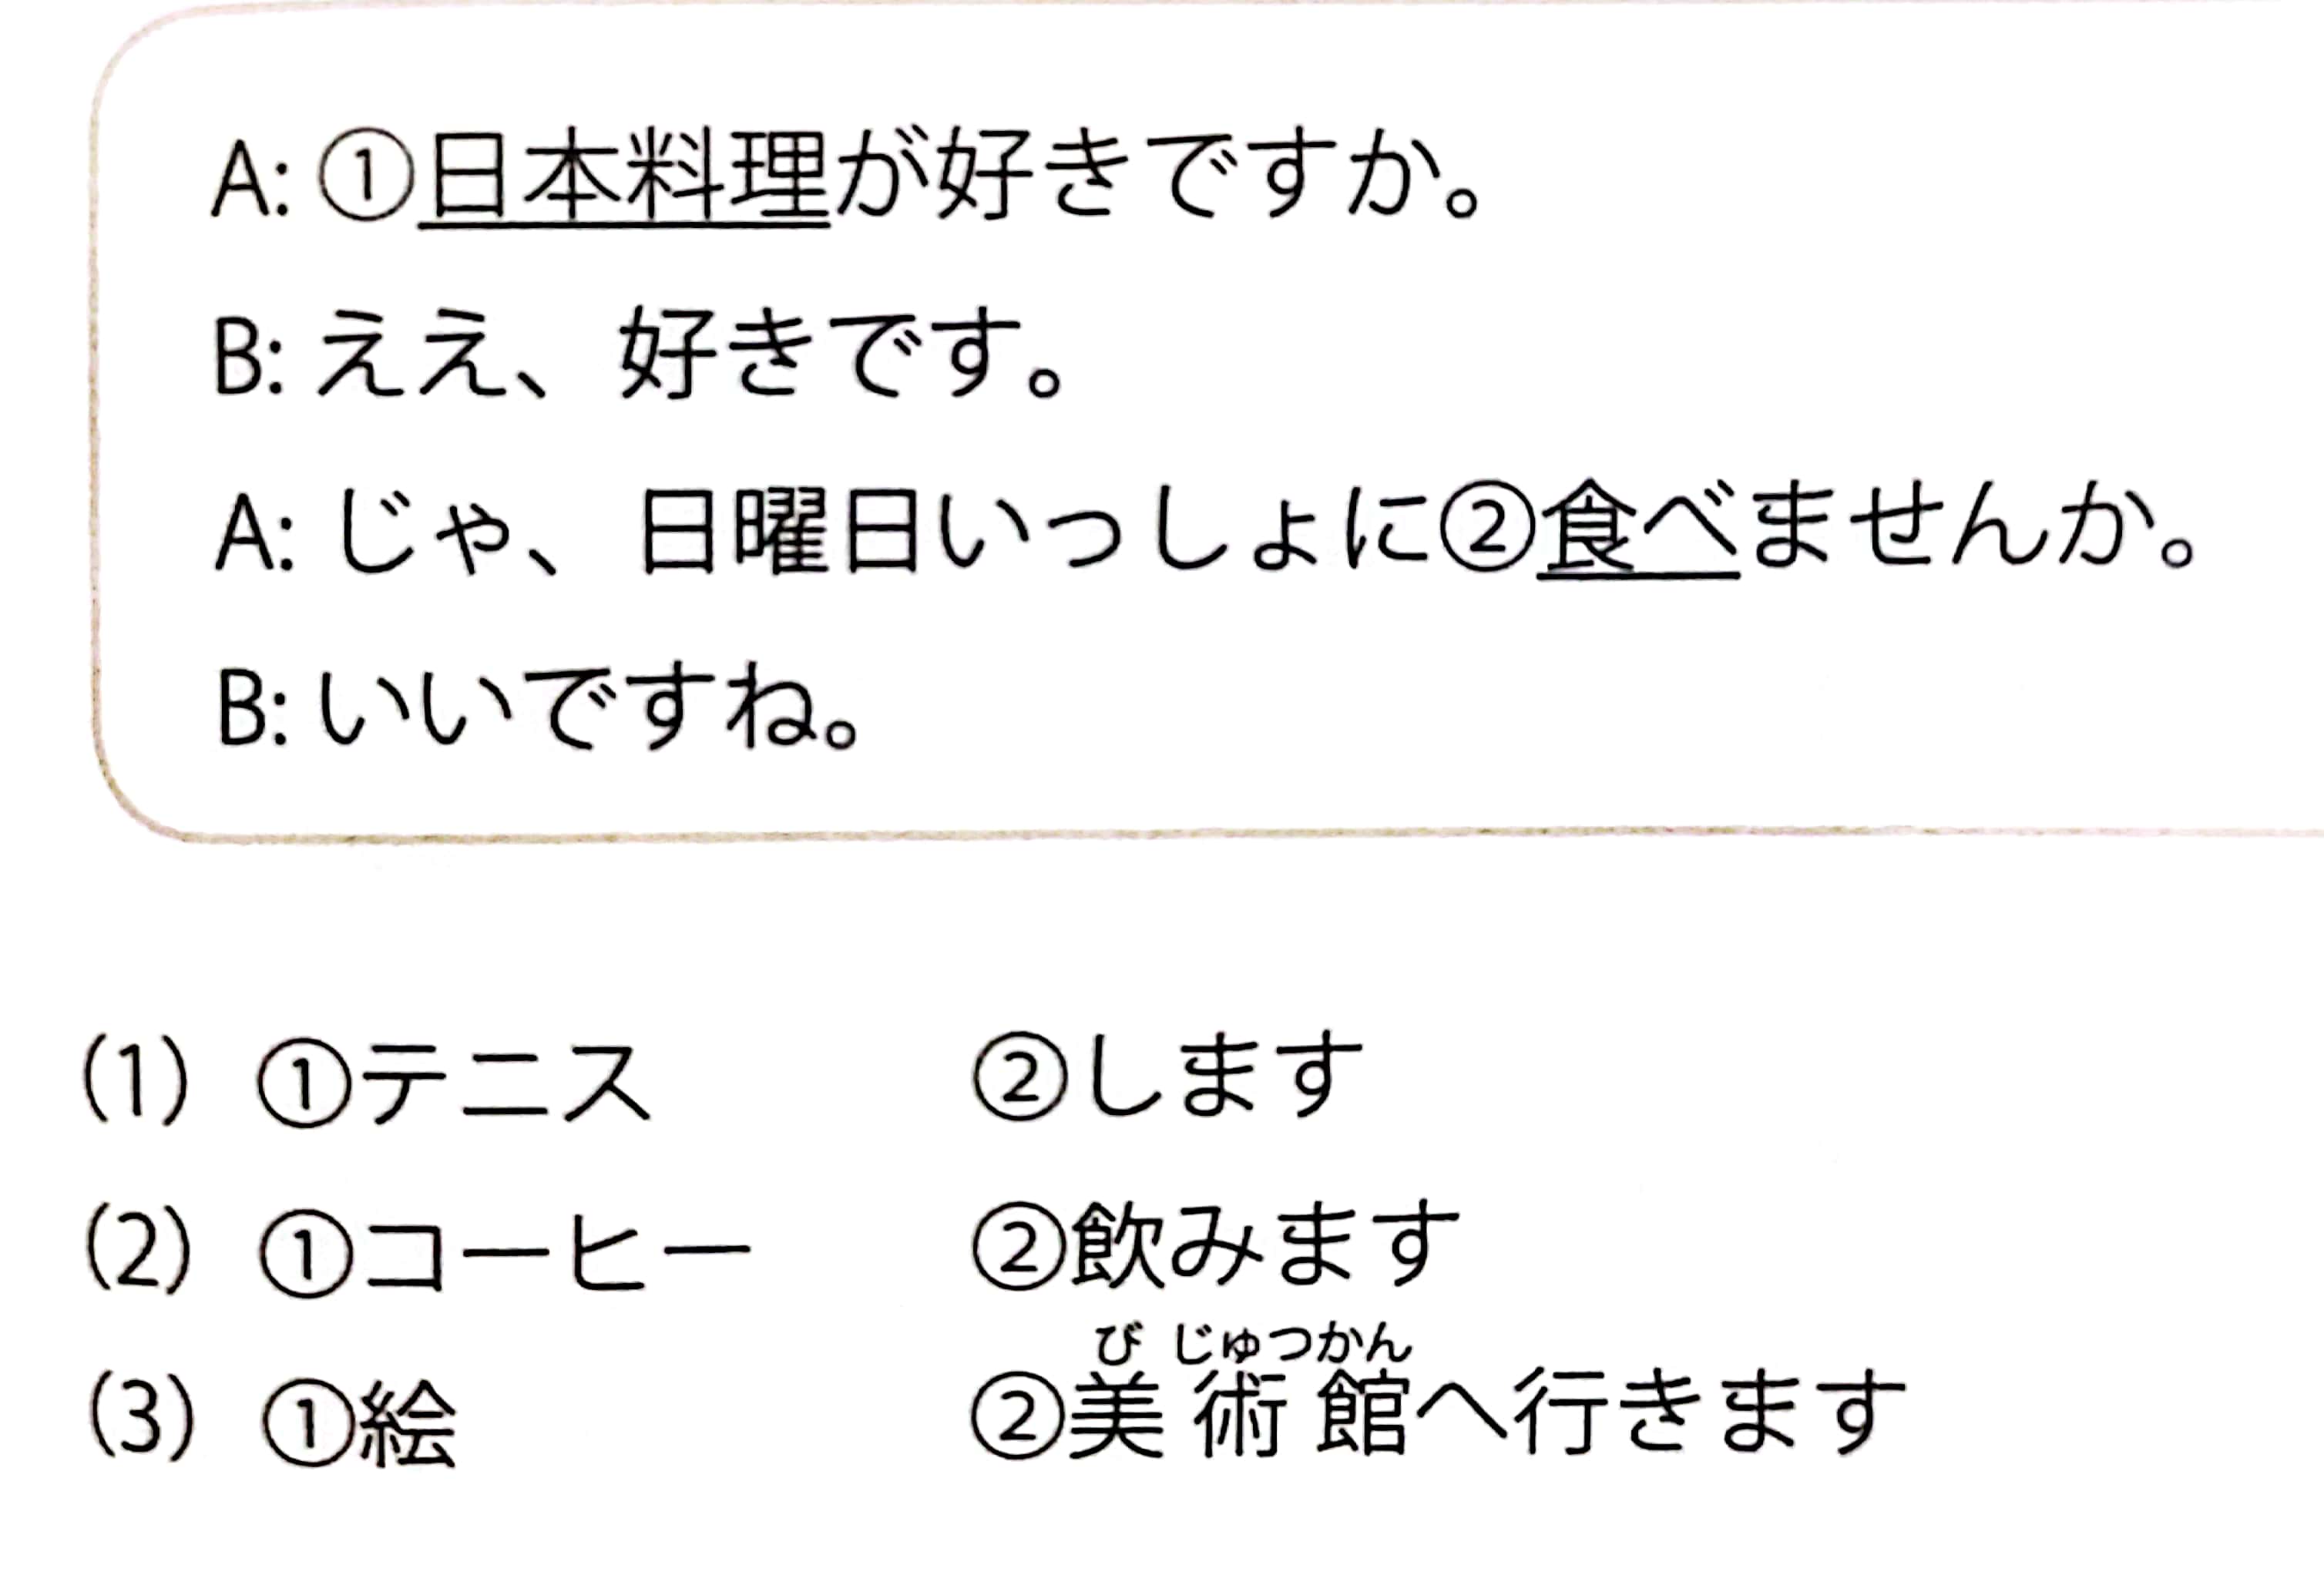 A: ①日本料理が好きですか。
B: ええ、好きです。
A: じゃ、日曜日いっしょに②食べませんか。
B: いいですね。
(1) ①テニス ②します
(2) ①コーヒー ②飲みます
びじゅつかん
(3) ①絵 ②美術館へ行きます